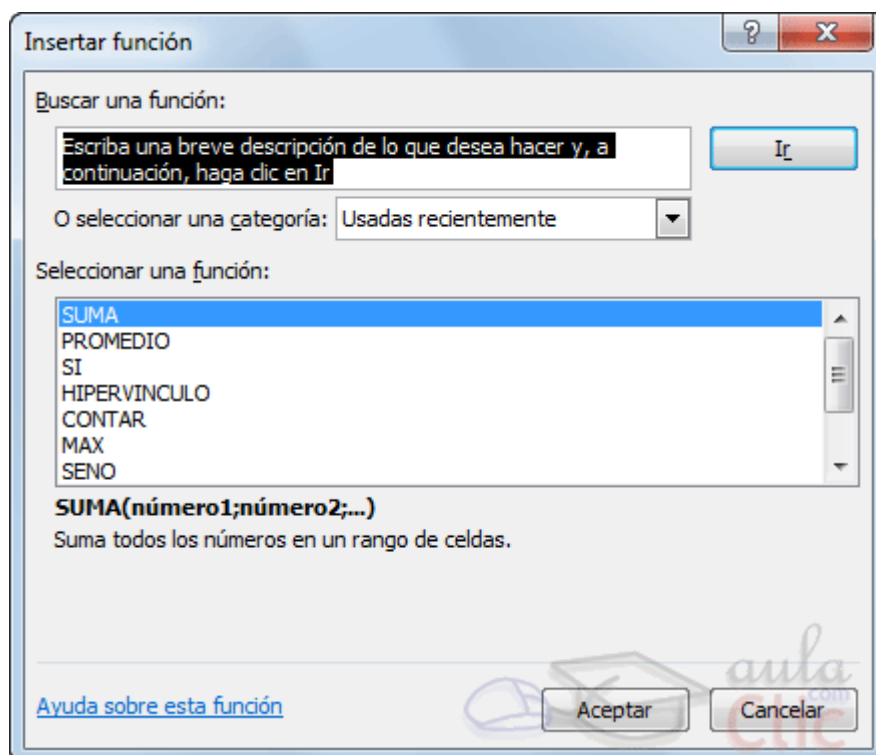 Insertar función
Buscar una función:
Escriba una breve descripción de lo que desea hacer y, a
continuación, haga clic en Ir
Ir
O seleccionar una categoría: Usadas recientemente
Seleccionar una función:
SUMA
PROMEDIO
SI
HIPERVINCULO
CONTAR
MAX
SENO
SUMA(número1;número2;...)
Suma todos los números en un rango de celdas.
Ayuda sobre esta función
Aceptar
Cancelar
aula
.com
Clic